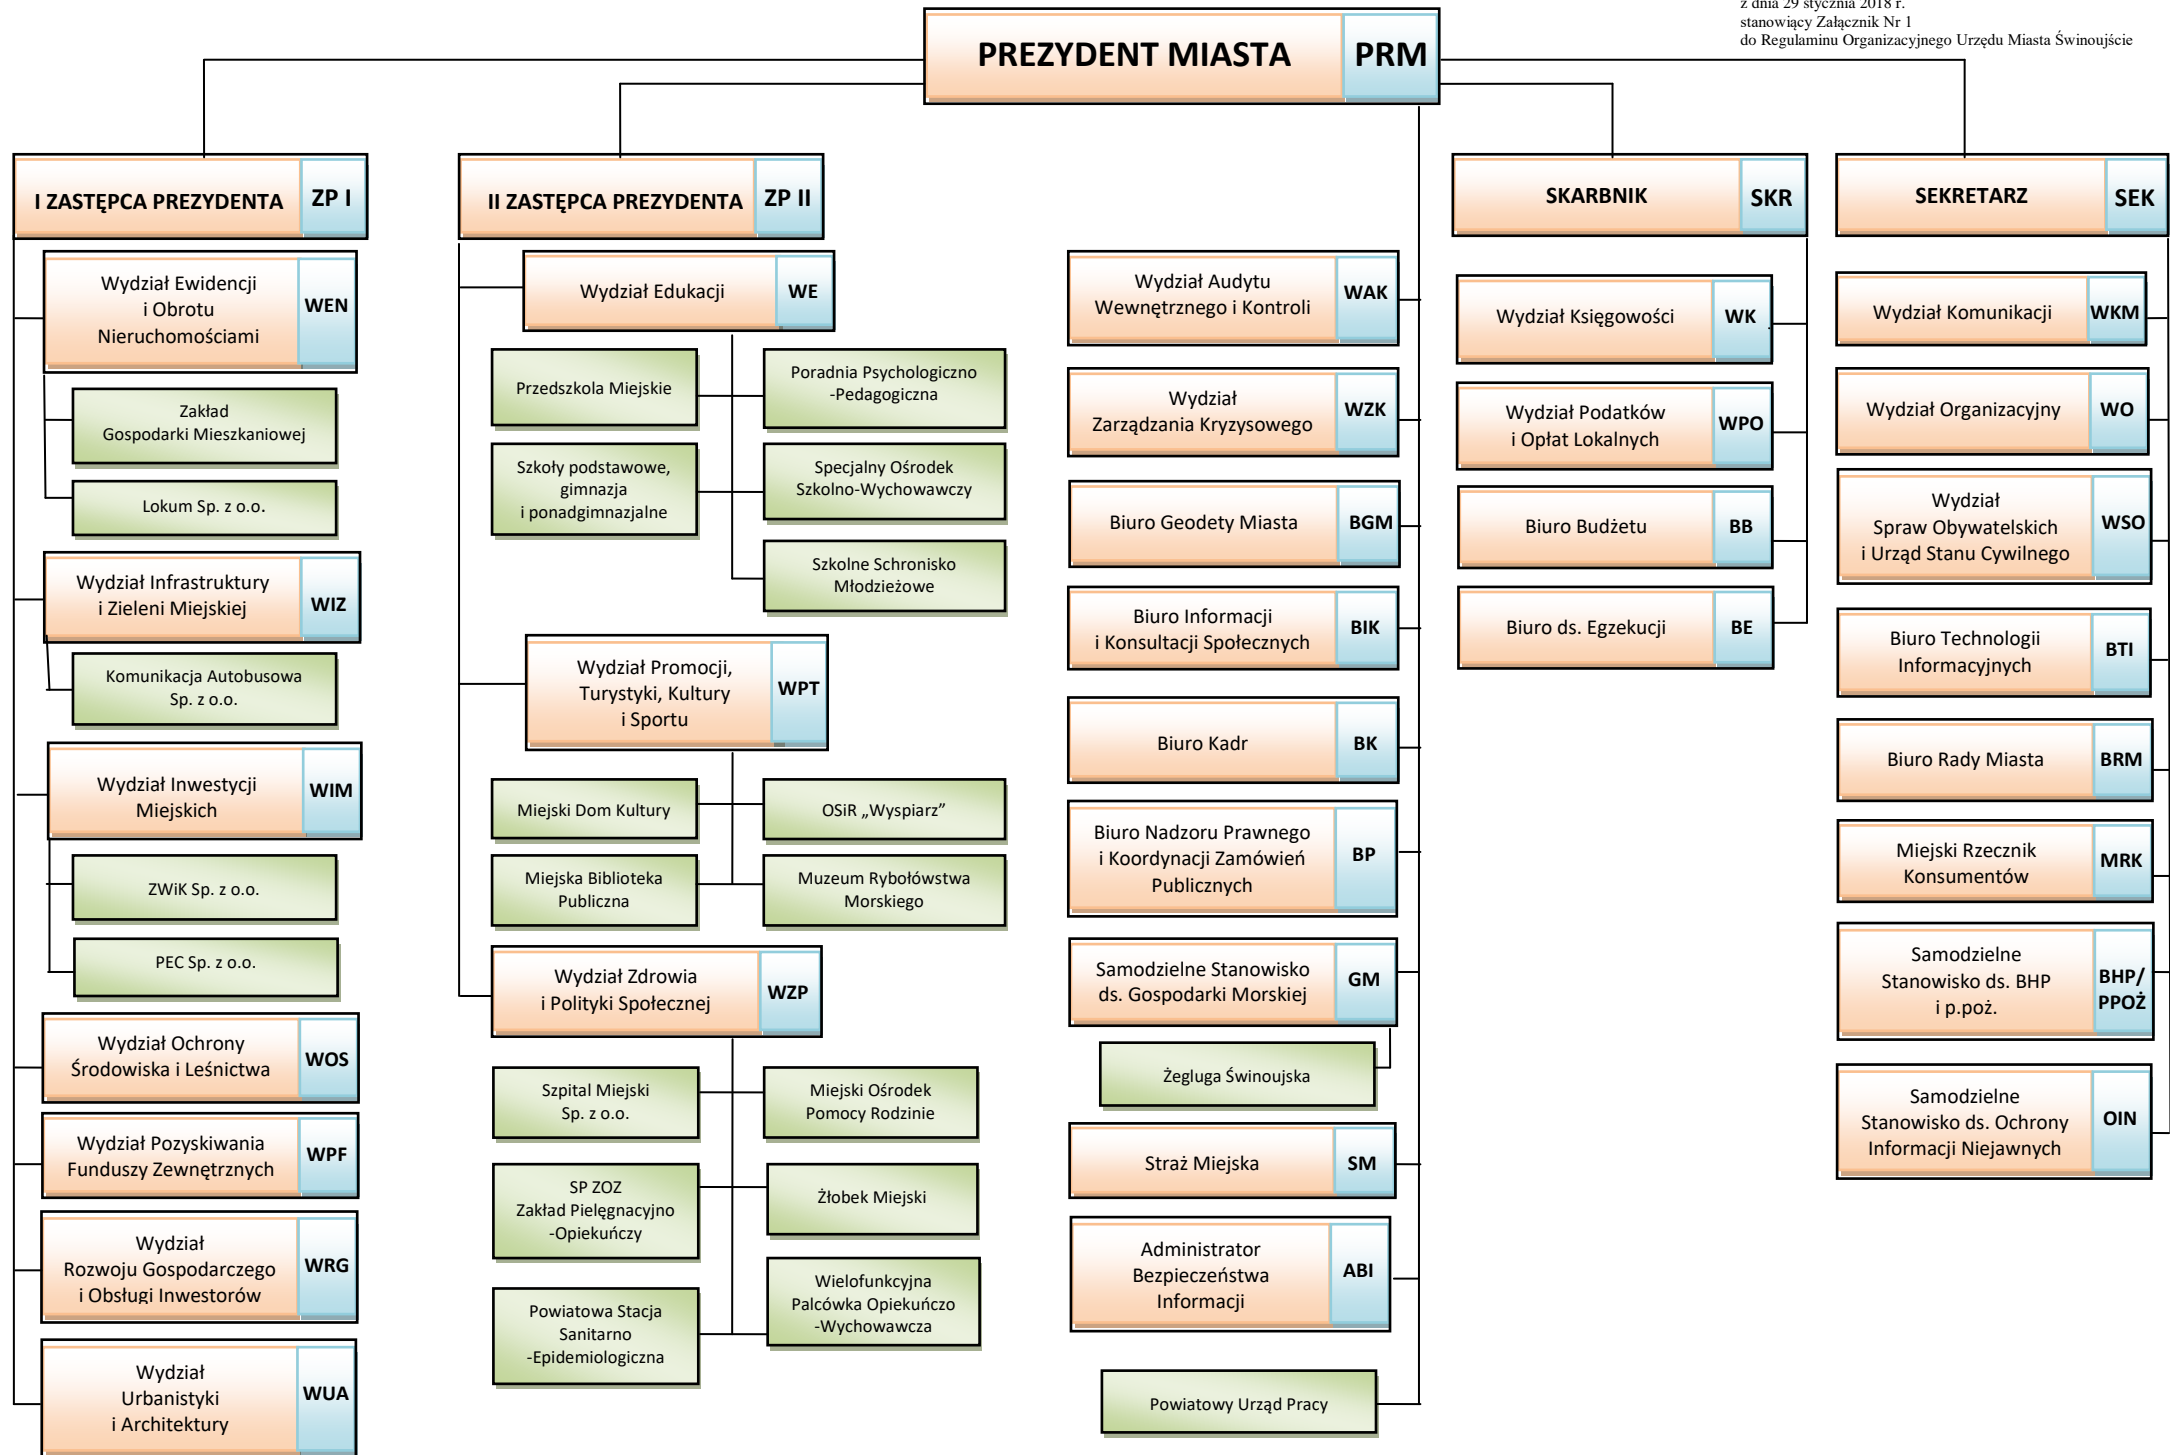 z dnia 29 stycznia 2018 r.
stanowiący Załącznik Nr 1
do Regulaminu Organizacyjnego Urzędu Miasta Świnoujście
PREZYDENT MIASTA PRM
I ZASTĘPCA PREZYDENTA ZP I
Wydział Ewidencji
i Obrotu
Nieruchomościami
WEN
Zakład
Gospodarki Mieszkaniowej
Lokum Sp. z o.o.
Wydział Infrastruktury
i Zieleni Miejskiej
WIZ
Komunikacja Autobusowa
Sp. z o.o.
Wydział Inwestycji
Miejskich
WIM
ZWiK Sp. z o.o.
PEC Sp. z o.o.
Wydział Ochrony
Środowiska i Leśnictwa
WOS
Wydział Pozyskiwania
Funduszy Zewnętrznych
WPF
Wydział
Rozwoju Gospodarczego
i Obsługi Inwestorów
WRG
Wydział
Urbanistyki
i Architektury
WUA
II ZASTĘPCA PREZYDENTA ZP II
Wydział Edukacji WE
Przedszkola Miejskie
Poradnia Psychologiczno
-Pedagogiczna
Szkoły podstawowe,
gimnazja
i ponadgimnazjalne
Specjalny Ośrodek
Szkolno-Wychowawczy
Szkolne Schronisko
Młodzieżowe
Wydział Promocji,
Turystyki, Kultury
i Sportu
WPT
Miejski Dom Kultury
OSiR „Wyspiarz”
Miejska Biblioteka
Publiczna
Muzeum Rybołówstwa
Morskiego
Wydział Zdrowia
i Polityki Społecznej
WZP
Szpital Miejski
Sp. z o.o.
Miejski Ośrodek
Pomocy Rodzinie
SP ZOZ
Zakład Pielęgnacyjno
-Opiekuńczy
Żłobek Miejski
Powiatowa Stacja
Sanitarno
-Epidemiologiczna
Wielofunkcyjna
Palcówka Opiekuńczo
-Wychowawcza
Wydział Audytu
Wewnętrznego i Kontroli
WAK
Wydział
Zarządzania Kryzysowego
WZK
Biuro Geodety Miasta BGM
Biuro Informacji
i Konsultacji Społecznych
BIK
Biuro Kadr BK
Biuro Nadzoru Prawnego
i Koordynacji Zamówień
Publicznych
BP
Samodzielne Stanowisko
ds. Gospodarki Morskiej
GM
Żegluga Świnoujska
Straż Miejska SM
Administrator
Bezpieczeństwa
Informacji
ABI
Powiatowy Urząd Pracy
SKARBNIK SKR
Wydział Księgowości WK
Wydział Podatków
i Opłat Lokalnych
WPO
Biuro Budżetu BB
Biuro ds. Egzekucji BE
SEKRETARZ SEK
Wydział Komunikacji WKM
Wydział Organizacyjny WO
Wydział
Spraw Obywatelskich
i Urząd Stanu Cywilnego
WSO
Biuro Technologii
Informacyjnych
BTI
Biuro Rady Miasta BRM
Miejski Rzecznik
Konsumentów
MRK
Samodzielne
Stanowisko ds. BHP
i p.poż.
BHP/
PPOŻ
Samodzielne
Stanowisko ds. Ochrony
Informacji Niejawnych
OIN